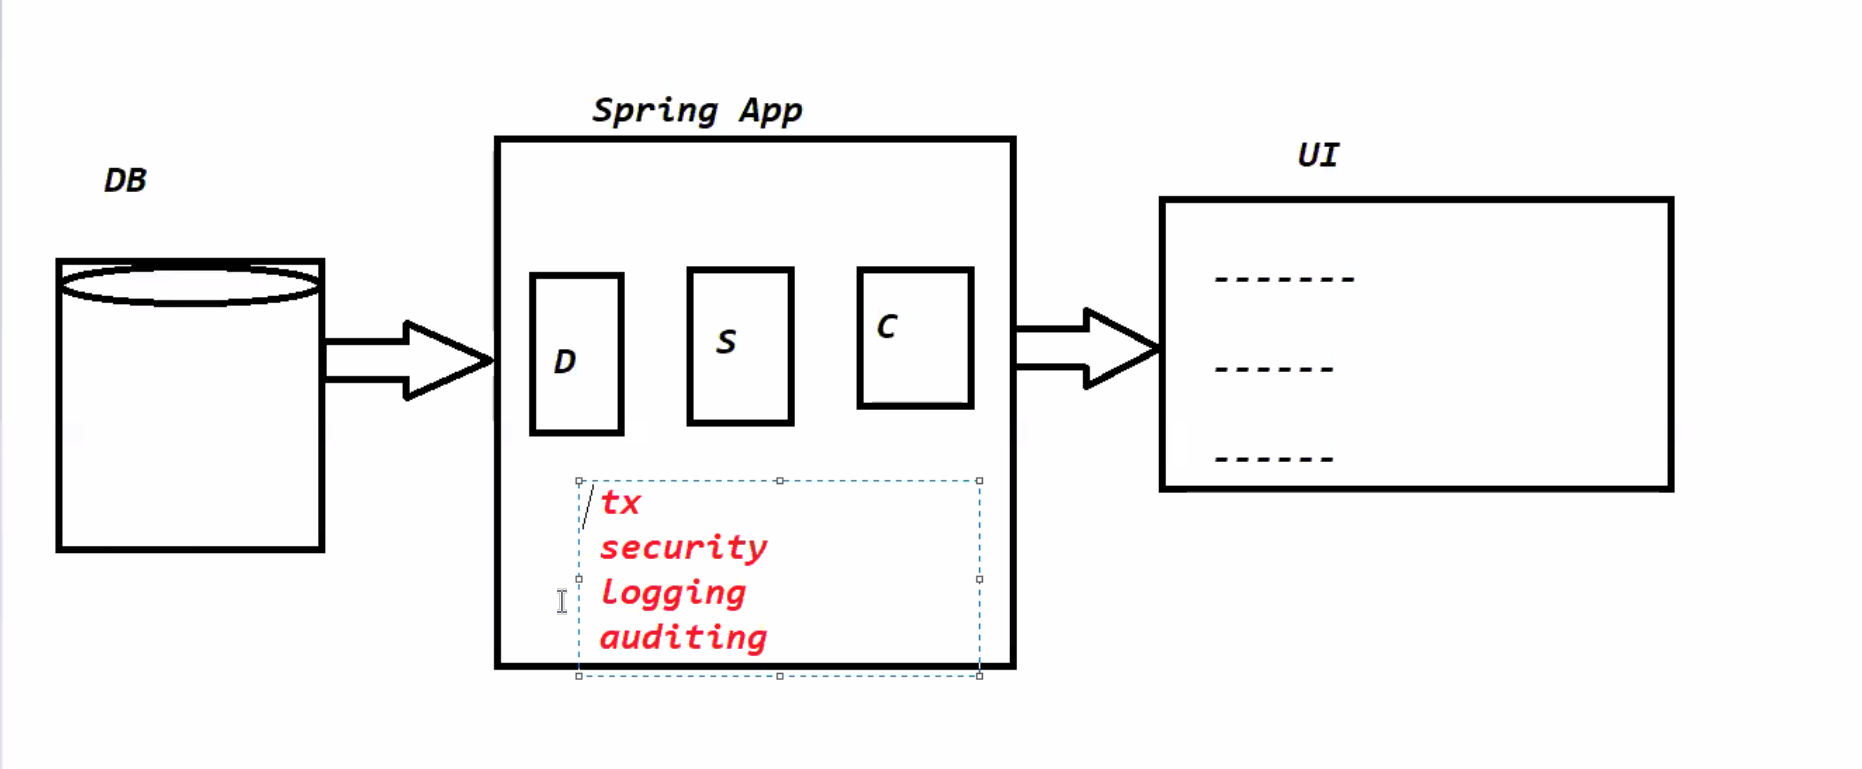 Spring App
UI
DB
D
S
C
-------
------
------
tx
security
Logging
auditing